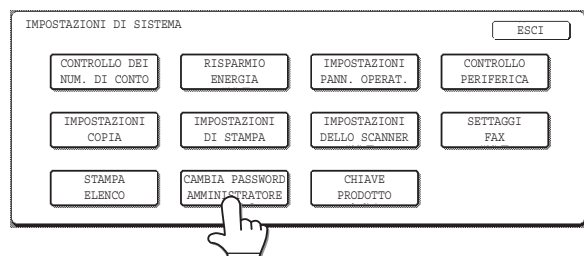 IMPOSTAZIONI DI SISTEMA
ESCI
CONTROLLO DEI
NUM. DI CONTO
RISPARMIO
ENERGIA
IMPOSTAZIONI
PANN. OPERAT.
CONTROLLO
PERIFERICA
IMPOSTAZIONI
COPIA
IMPOSTAZIONI
DI STAMPA
IMPOSTAZIONI
DELLO SCANNER
SETTAGGI
FAX
STAMPA
ELENCO
CAMBIA PASSWORD
AMMINISTRATORE
CHIAVE
PRODOTTO